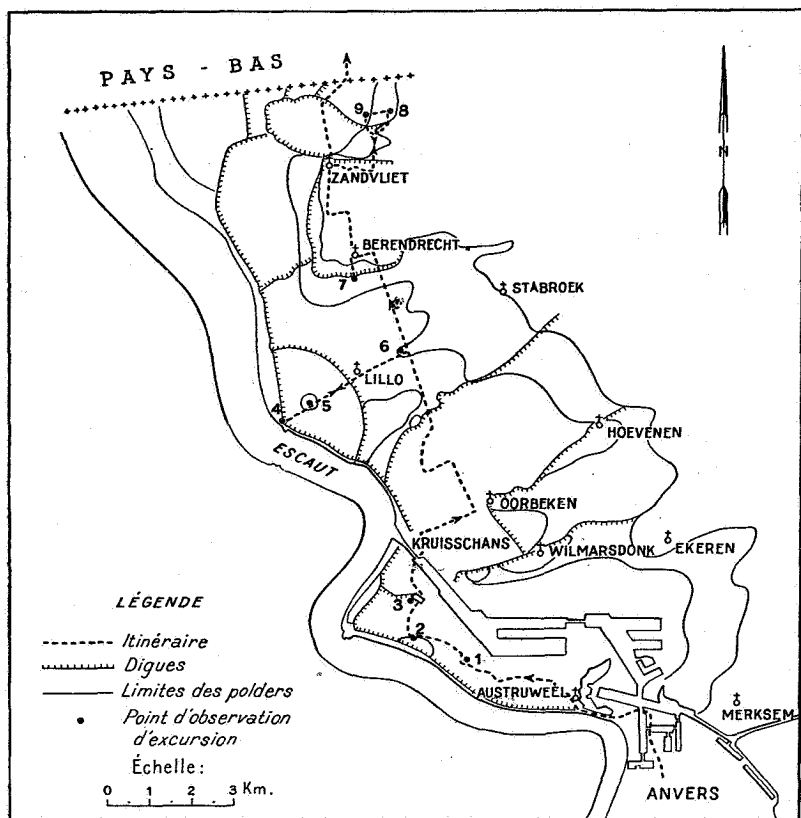 PAYS - BAS
9
8
N
ZANDVLIET
BERENDRECHT
7
STABROEK
6
LILLO
4
5
HOEVENEN
ESCAUT
OORBEKEN
KRUISSCHANS
WILMARSDONK
EKEREN
3
2
1
AUSTRUWEEL
MERKSEM
ANVERS
LÉGENDE
Itinéraire
Digues
Limites des polders
Point d'observation
d'excursion
Échelle:
0 1 2 3 Km.